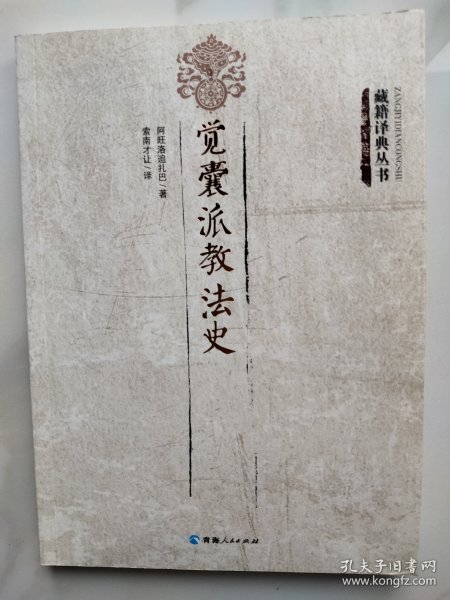 藏籍译典丛书
ZANGJIYIDIANCONGSHU
觉囊派教法史
阿旺洛追扎巴/著
索南才让/译
青海人民出版社
孔夫子旧书网
www.kongfz.com